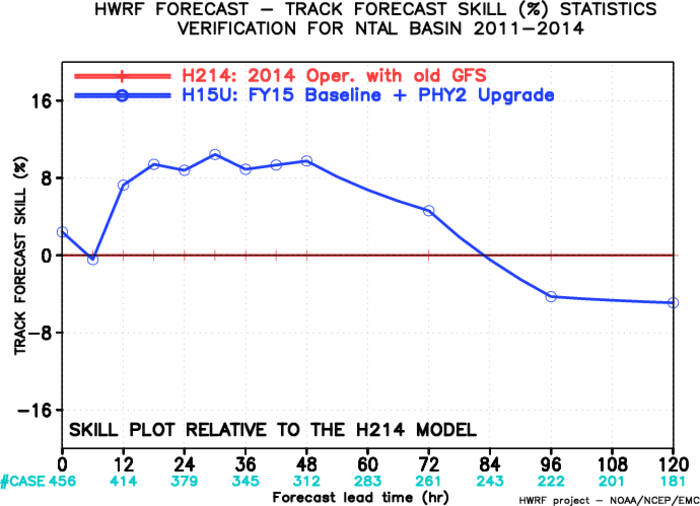 HWRF FORECAST – TRACK FORECAST SKILL (%) STATISTICS
VERIFICATION FOR NTAL BASIN 2011–2014
H214: 2014 Oper. with old GFS
H15U: FY15 Baseline + PHY2 Upgrade
TRACK FORECAST SKILL (%)
16
8
0
−8
−16
SKILL PLOT RELATIVE TO THE H214 MODEL
0 12 24 36 48 60 72 84 96 108 120
#CASE 456 414 379 345 312 283 261 243 222 201 181
Forecast lead time (hr)
HWRF project – NOAA/NCEP/EMC